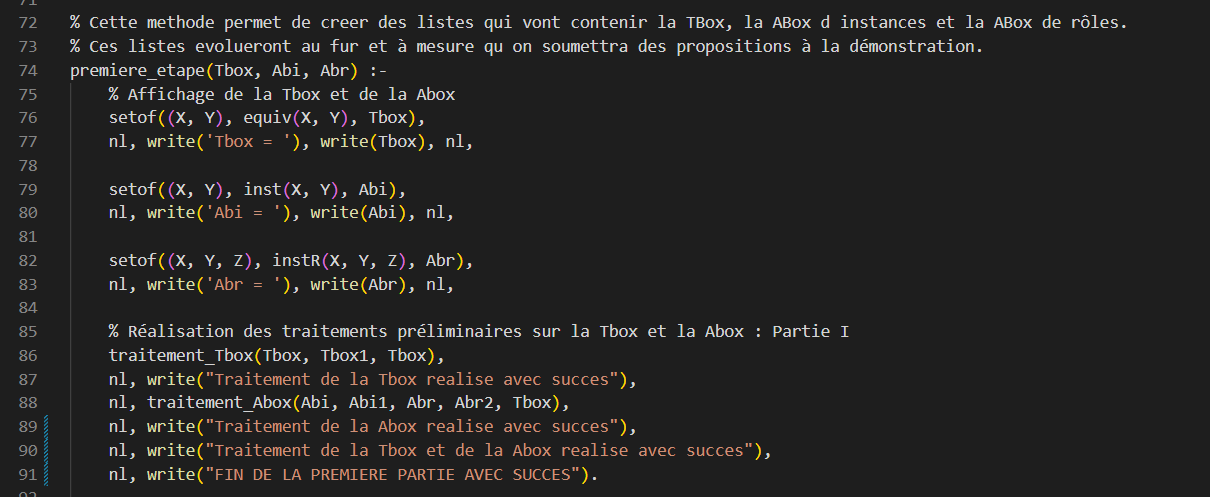 71
72 % Cette methode permet de creer des listes qui vont contenir la TBox, la ABox d instances et la ABox de rôles.
73 % Ces listes evolueront au fur et à mesure qu on soumettra des propositions à la démonstration.
74 premiere_etape(Tbox, Abi, Abr) :-
75     % Affichage de la Tbox et de la Abox
76     setof((X, Y), equiv(X, Y), Tbox),
77     nl, write('Tbox = '), write(Tbox), nl,
78
79     setof((X, Y), inst(X, Y), Abi),
80     nl, write('Abi = '), write(Abi), nl,
81
82     setof((X, Y, Z), instR(X, Y, Z), Abr),
83     nl, write('Abr = '), write(Abr), nl,
84
85     % Réalisation des traitements préliminaires sur la Tbox et la Abox : Partie I
86     traitement_Tbox(Tbox, Tbox1, Tbox),
87     nl, write("Traitement de la Tbox realise avec succes"),
88     nl, traitement_Abox(Abi, Abi1, Abr, Abr2, Tbox),
89     nl, write("Traitement de la Abox realise avec succes"),
90     nl, write("Traitement de la Tbox et de la Abox realise avec succes"),
91     nl, write("FIN DE LA PREMIERE PARTIE AVEC SUCCES").
92